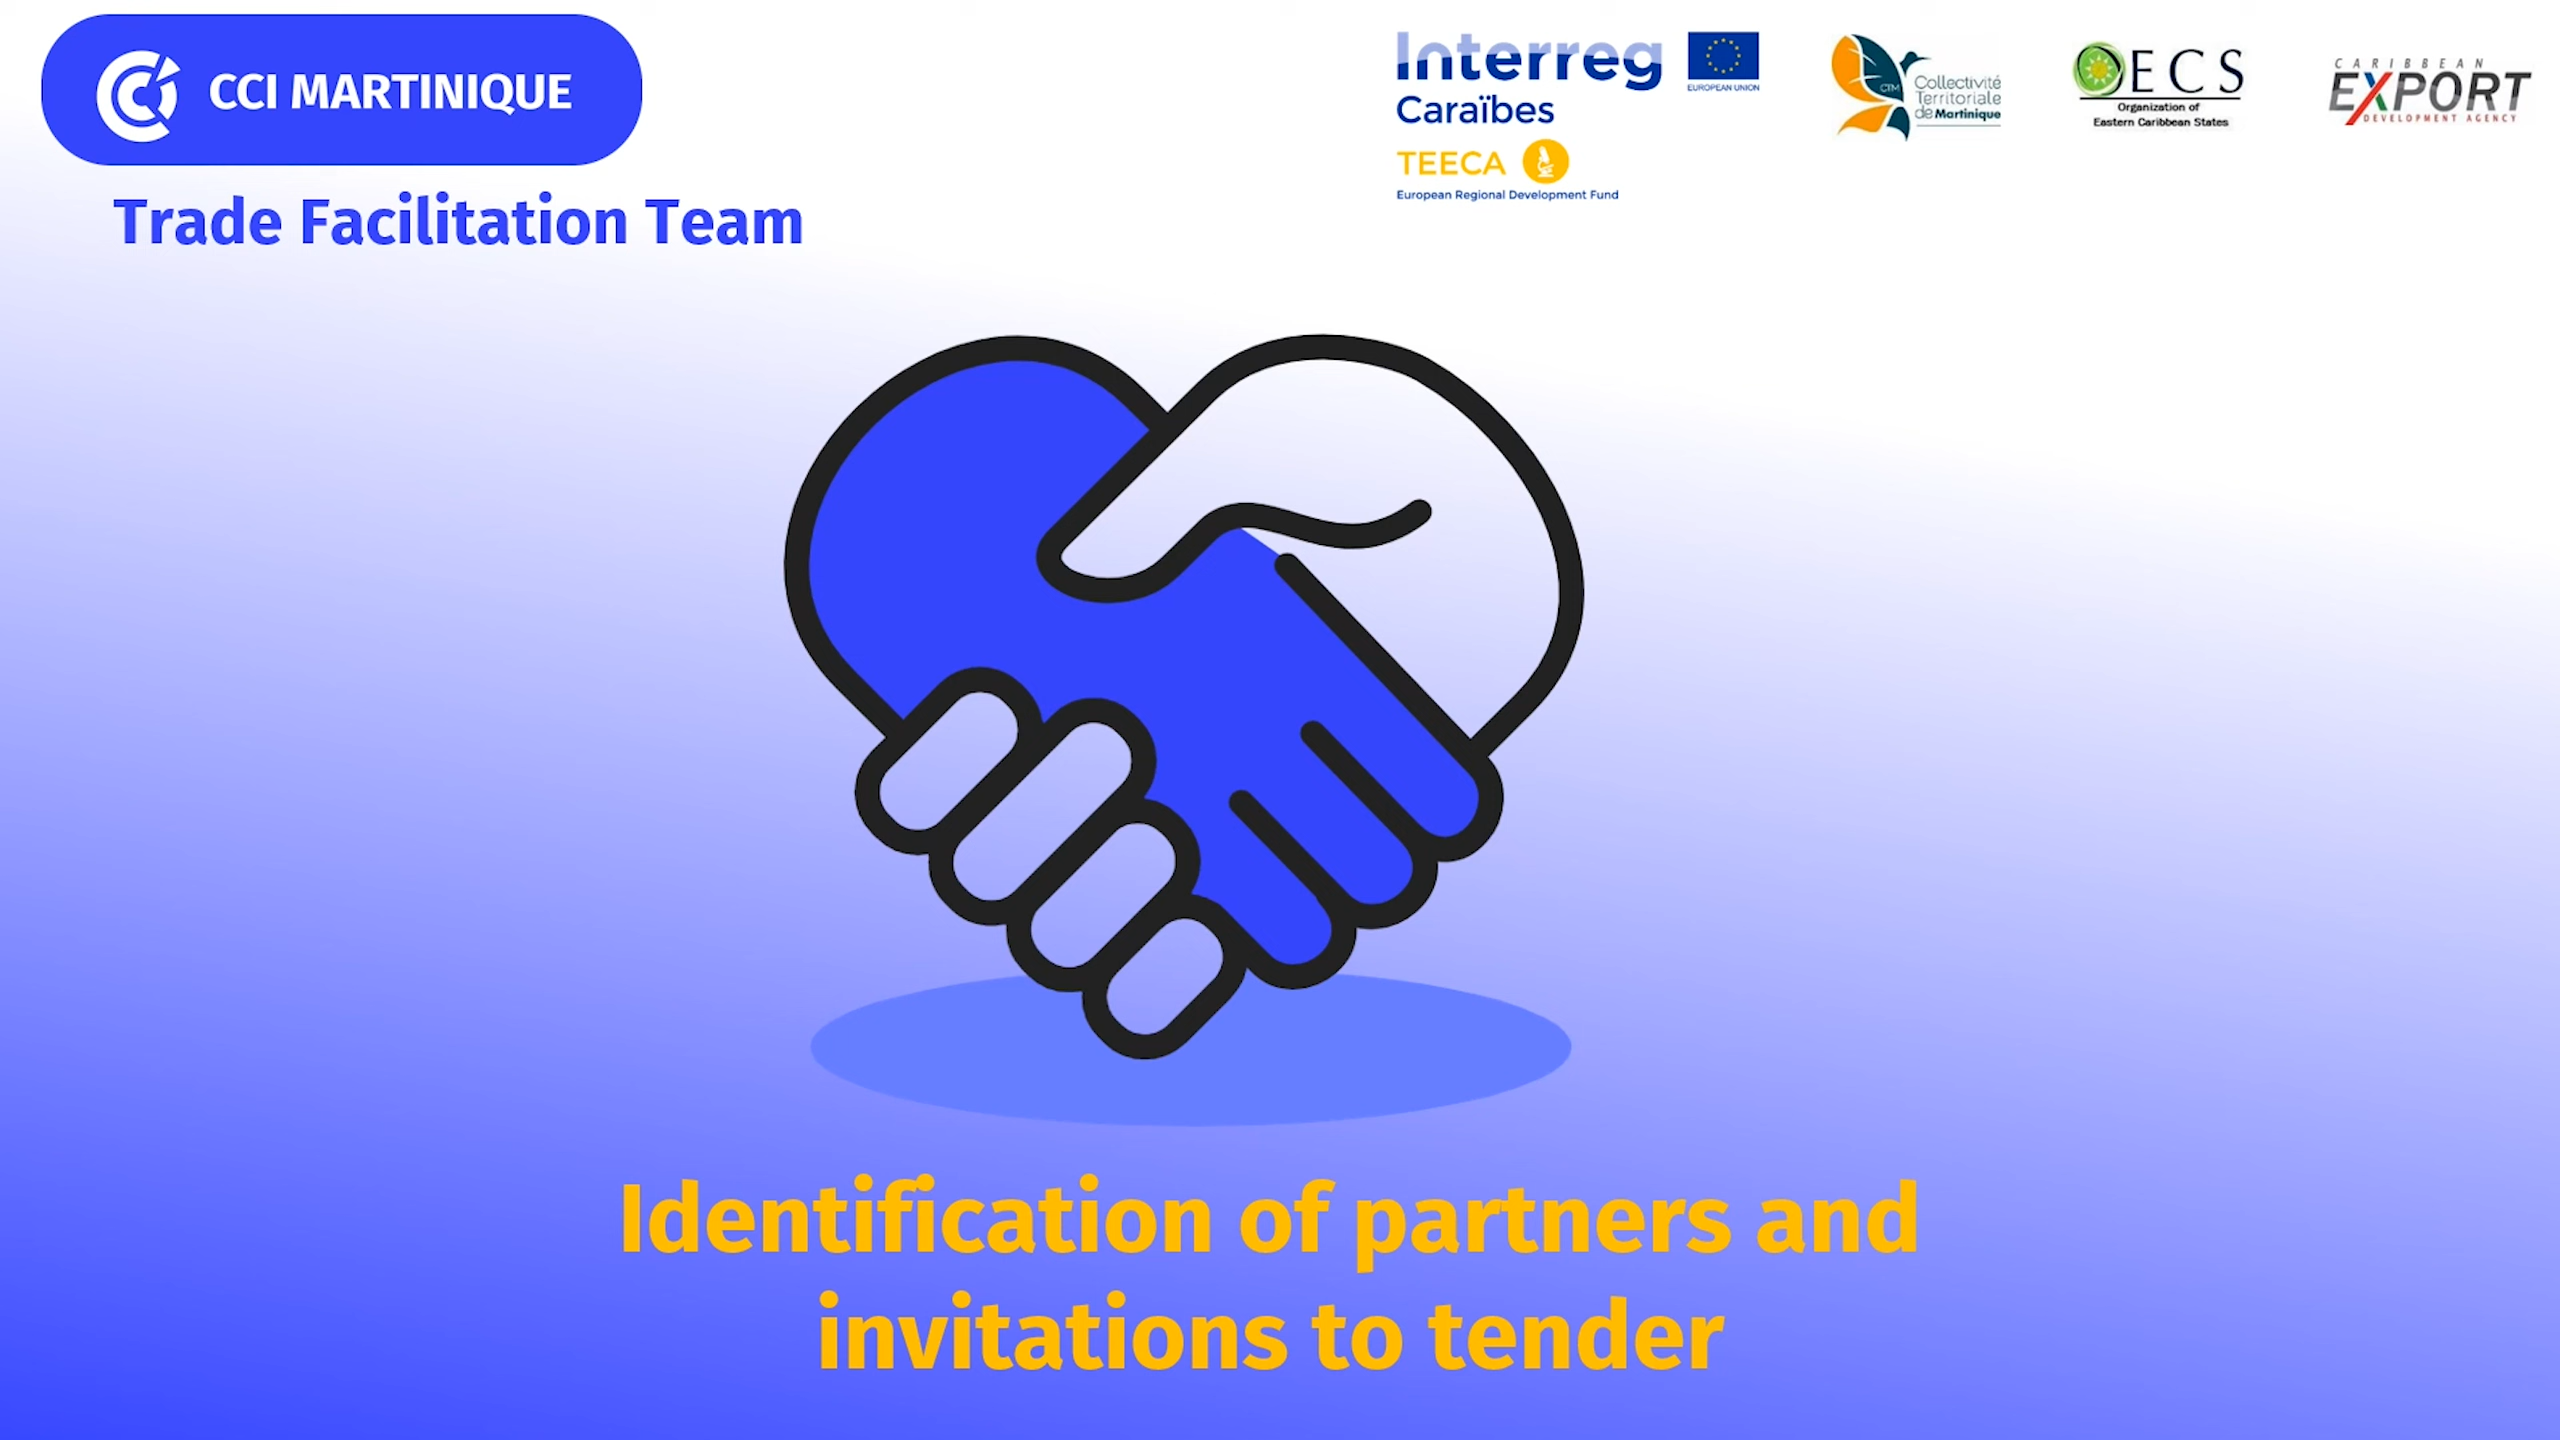 CCI MARTINIQUE
Trade Facilitation Team
Interreg
EUROPEAN UNION
Caraïbes
TEECA
European Regional Development Fund
CTM
Collectivité
Territoriale
de Martinique
OECS
Organization of
Eastern Caribbean States
CARIBBEAN
EXPORT
DEVELOPMENT AGENCY
Identification of partners and
invitations to tender